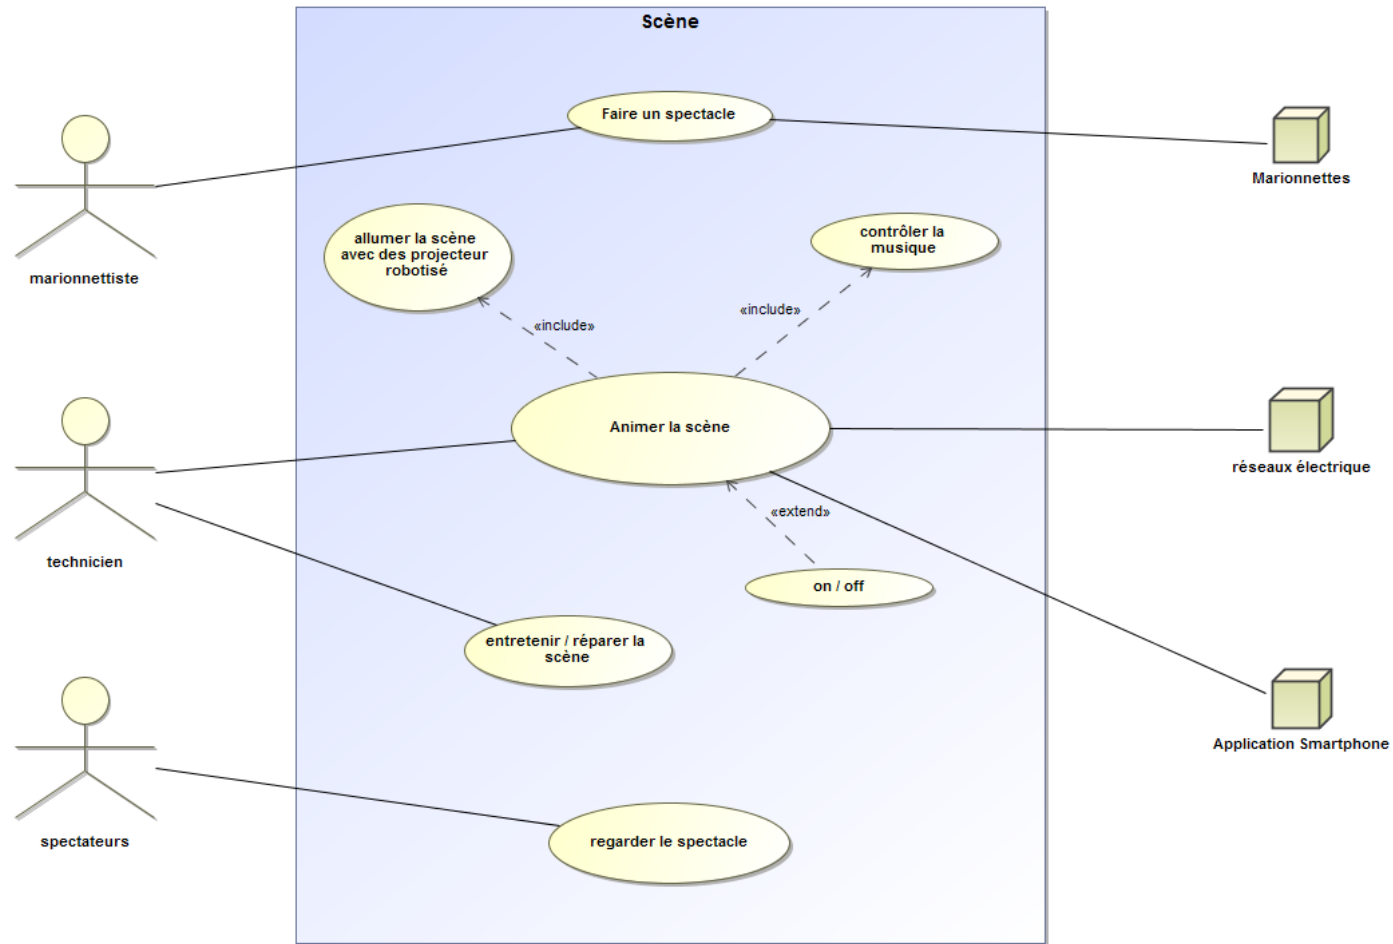 Scène
Faire un spectacle
Marionnettes
marionnettiste
allumer la scène
avec des projecteur
robotisé
contrôler la
musique
«include»
«include»
Animer la scène
réseaux électrique
technicien
«extend»
on / off
entretenir / réparer la
scène
Application Smartphone
spectateurs
regarder le spectacle